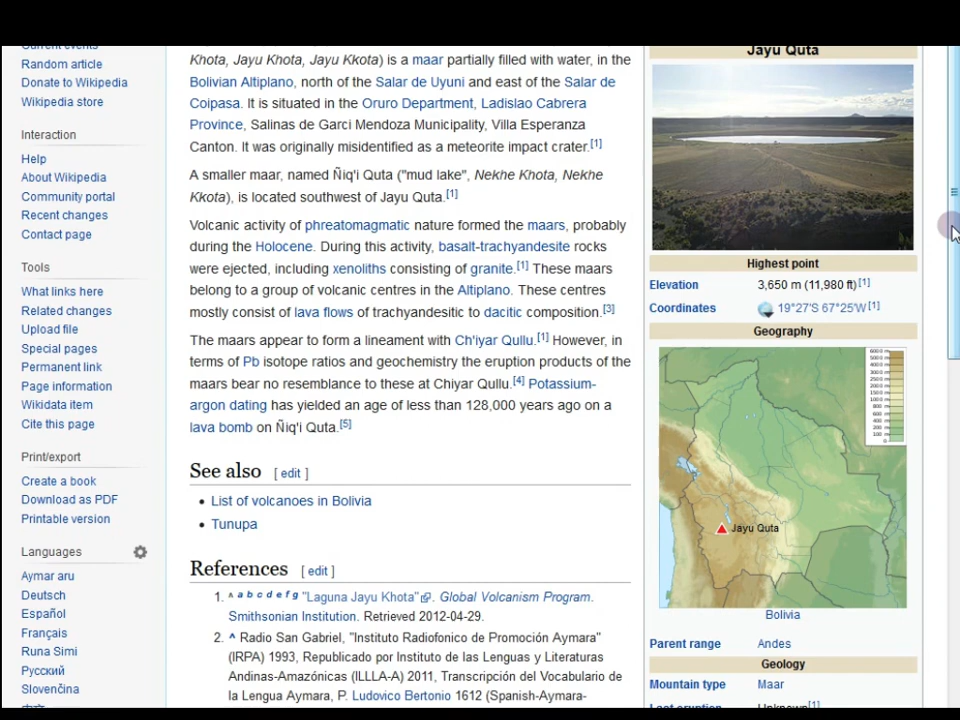 Current events
Random article
Donate to Wikipedia
Wikipedia store
Interaction
Help
About Wikipedia
Community portal
Recent changes
Contact page
Tools
What links here
Related changes
Upload file
Special pages
Permanent link
Page information
Wikidata item
Cite this page
Print/export
Create a book
Download as PDF
Printable version
Languages
Aymar aru
Deutsch
Español
Français
Runa Simi
Русский
Slovenčina
Khota, Jayu Khota, Jayu Kkota) is a maar partially filled with water, in the
Bolivian Altiplano, north of the Salar de Uyuni and east of the Salar de
Coipasa. It is situated in the Oruro Department, Ladislao Cabrera
Province, Salinas de Garci Mendoza Municipality, Villa Esperanza
Canton. It was originally misidentified as a meteorite impact crater.[1]
A smaller maar, named Ñiq'i Quta ("mud lake", Nekhe Khota, Nekhe
Kkota), is located southwest of Jayu Quta.[1]
Volcanic activity of phreatomagmatic nature formed the maars, probably
during the Holocene. During this activity, basalt-trachyandesite rocks
were ejected, including xenoliths consisting of granite.[1] These maars
belong to a group of volcanic centres in the Altiplano. These centres
mostly consist of lava flows of trachyandesitic to dacitic composition.[3]
The maars appear to form a lineament with Ch'iyar Qullu.[1] However, in
terms of Pb isotope ratios and geochemistry the eruption products of the
maars bear no resemblance to these at Chiyar Qullu.[4] Potassium-
argon dating has yielded an age of less than 128,000 years ago on a
lava bomb on Ñiq'i Quta.[5]
See also [ edit ]
List of volcanoes in Bolivia
Tunupa
References [ edit ]
1. ^ a b c d e f g "Laguna Jayu Khota". Global Volcanism Program.
Smithsonian Institution. Retrieved 2012-04-29.
2. ^ Radio San Gabriel, "Instituto Radiofonico de Promoción Aymara"
(IRPA) 1993, Republicado por Instituto de las Lenguas y Literaturas
Andinas-Amazónicas (ILLLA-A) 2011, Transcripción del Vocabulario de
la Lengua Aymara, P. Ludovico Bertonio 1612 (Spanish-Aymara-
Jayu Quta
Highest point
Elevation 3,650 m (11,980 ft)[1]
Coordinates 19°27′S 67°25′W[1]
Geography
Jayu Quta
Bolivia
Parent range Andes
Geology
Mountain type Maar
Last eruption Unknown[1]